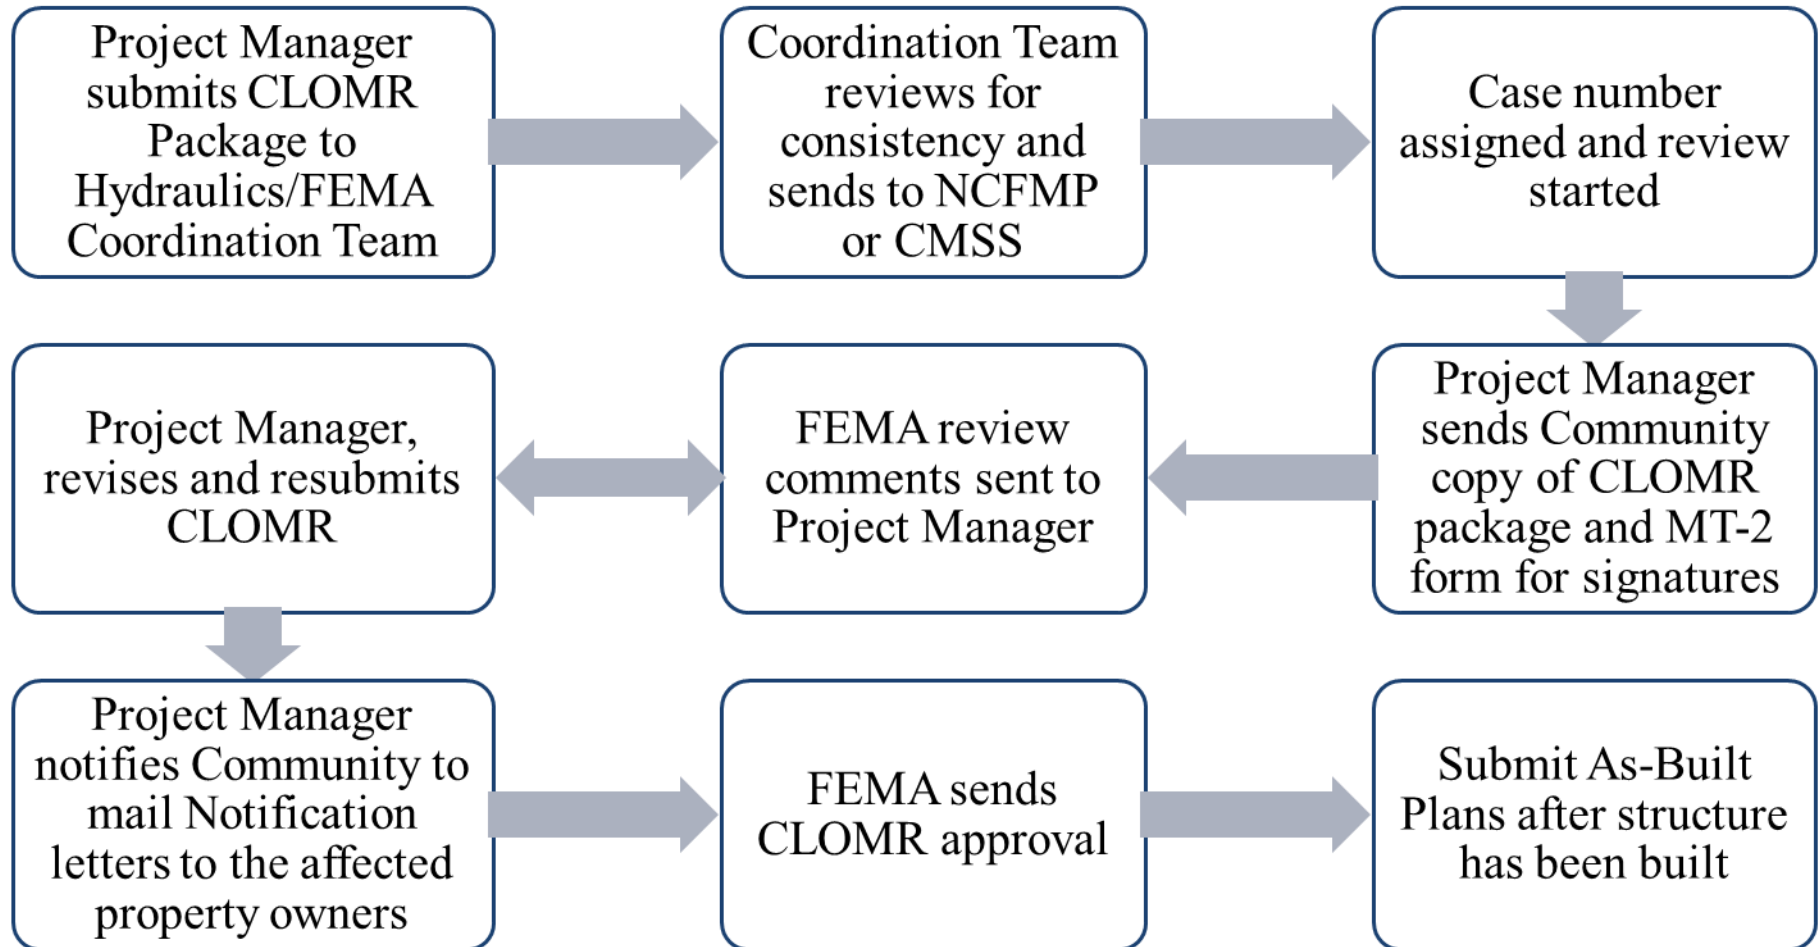 Project Manager
submits CLOMR
Package to
Hydraulics/FEMA
Coordination Team
Coordination Team
reviews for
consistency and
sends to NCFMP
or CMSS
Case number
assigned and review
started
Project Manager
sends Community
copy of CLOMR
package and MT-2
form for signatures
FEMA review
comments sent to
Project Manager
Project Manager,
revises and resubmits
CLOMR
Project Manager
notifies Community to
mail Notification
letters to the affected
property owners
FEMA sends
CLOMR approval
Submit As-Built
Plans after structure
has been built